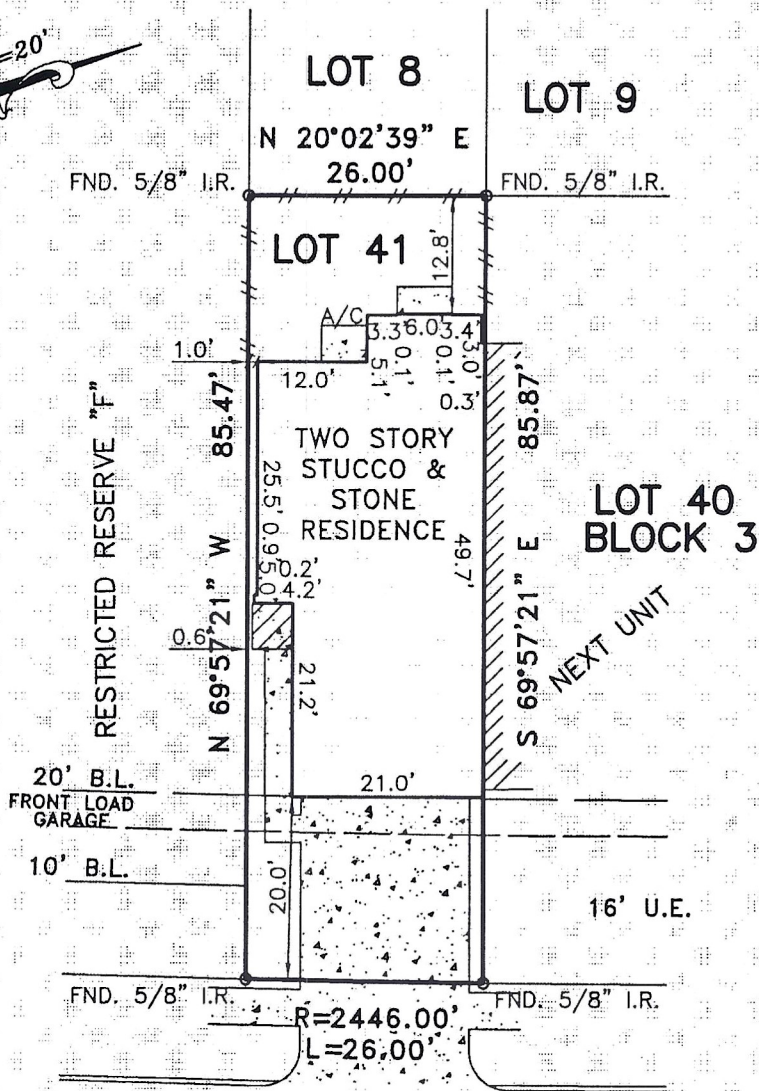 =20'
LOT 8
LOT 9
N 20°02'39" E
26.00'
FND. 5/8" I.R.
FND. 5/8" I.R.
LOT 41
12.8'
A/C
3.3'
6.0'
3.4'
1.0'
12.0'
5.1'
0.1'
0.1'
3.0'
0.3'
85.47'
85.87'
RESTRICTED RESERVE "F"
TWO STORY
STUCCO &
STONE
RESIDENCE
LOT 40
BLOCK 3
25.5'
0.9'
5.0'
0.2'
4.2'
49.7'
N 69°57'21" W
S 69°57'21" E
NEXT UNIT
0.6'
21.2'
21.0'
20' B.L.
FRONT LOAD
GARAGE
10' B.L.
20.0'
16' U.E.
FND. 5/8" I.R.
FND. 5/8" I.R.
R=2446.00'
L=26.00'